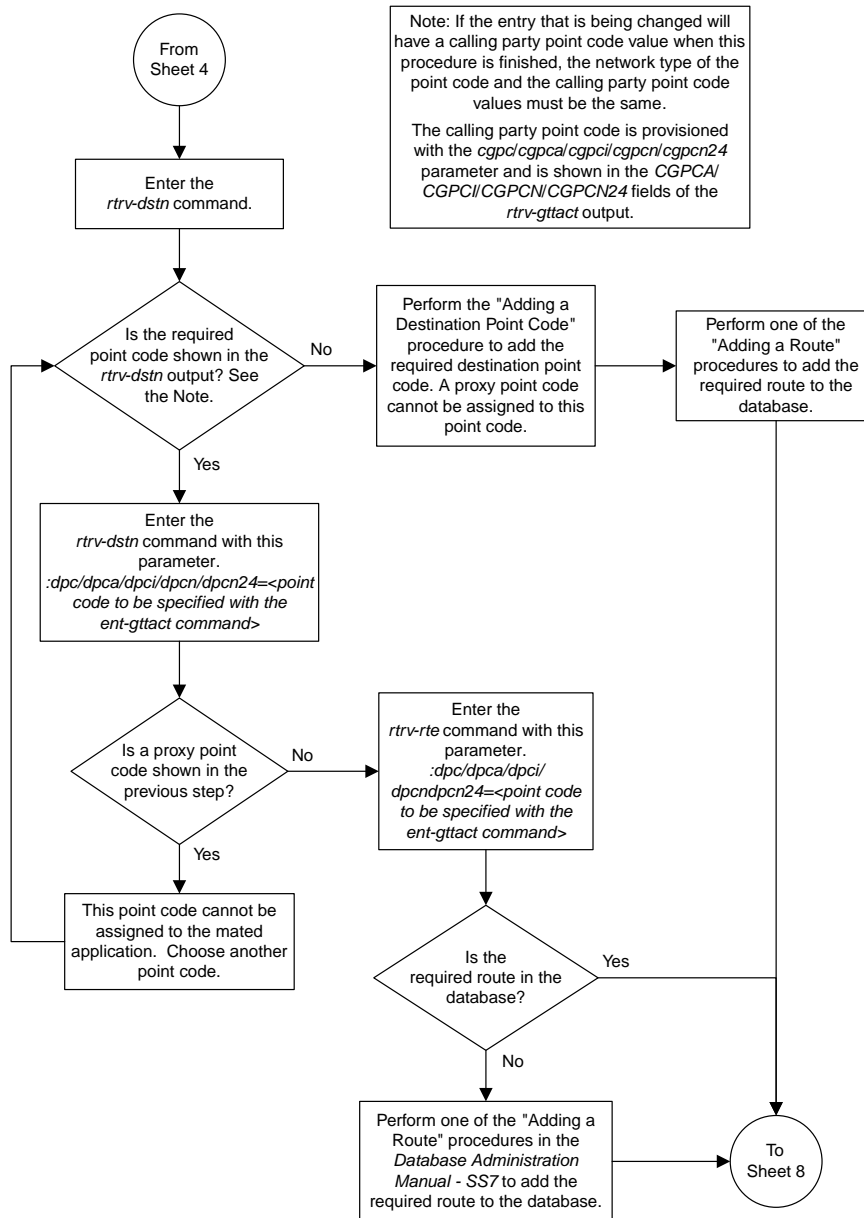 From
Sheet 4
Note: If the entry that is being changed will
have a calling party point code value when this
procedure is finished, the network type of the
point code and the calling party point code
values must be the same.
The calling party point code is provisioned
with the cgpc/cgpca/cgpci/cgpcn/cgpcn24
parameter and is shown in the CGPCA/
CGPCI/CGPCN/CGPCN24 fields of the
rtrv-gttact output.
Enter the
rtrv-dstn command.
Is the required
point code shown in the
rtrv-dstn output? See
the Note.
No
Perform the "Adding a
Destination Point Code"
procedure to add the
required destination point
code. A proxy point code
cannot be assigned to this
point code.
Perform one of the
"Adding a Route"
procedures to add the
required route to the
database.
Yes
Enter the
rtrv-dstn command with this
parameter.
:dpc/dpca/dpci/dpcn/dpcn24=<point
code to be specified with the
ent-gttact command>
Is a proxy point
code shown in the
previous step?
No
Enter the
rtrv-rte command with this
parameter.
:dpc/dpca/dpci/
dpcndpcn24=<point code
to be specified with the
ent-gttact command>
Yes
This point code cannot be
assigned to the mated
application. Choose another
point code.
Is the
required route in the
database?
Yes
No
Perform one of the "Adding a
Route" procedures in the
Database Administration
Manual - SS7 to add the
required route to the database.
To
Sheet 8